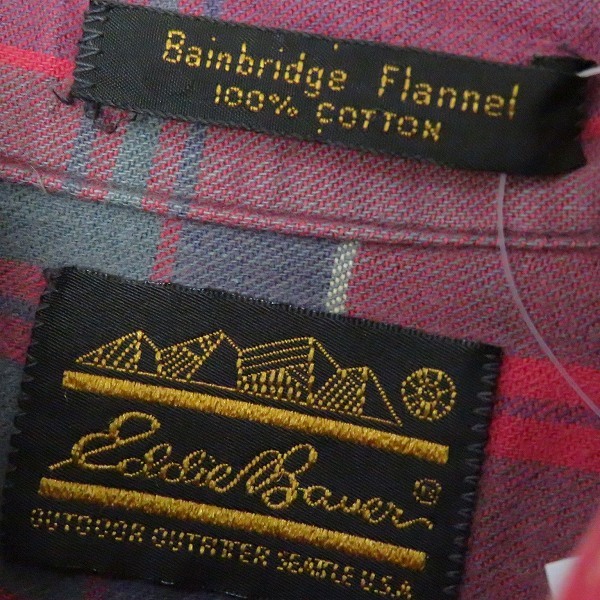 Bainbridge Flannel
100% COTTON
Eddie Bauer ®
OUTDOOR OUTFITTER SEATTLE U.S.A.